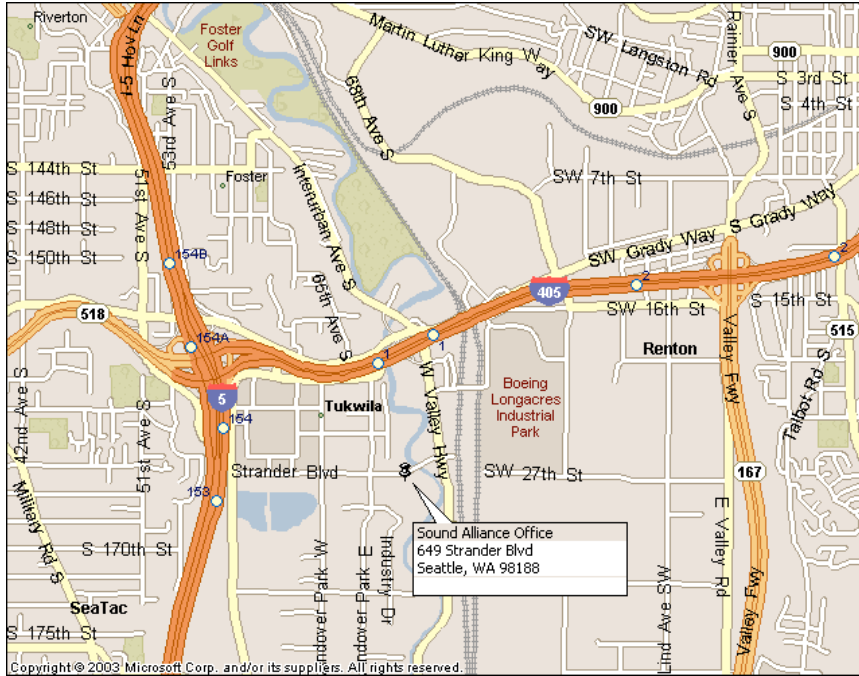 Riverton
I-5 Hov Ln
Foster
Golf
Links
Martin Luther King Way
SW Langston Rd
Rainier Ave S
900
S 3rd St
S 4th St
900
53rd Ave S
68th Ave S
S 144th St
51st Ave S
S 146th St
S 148th St
S 150th St
Foster
Interurban Ave S
SW 7th St
SW Grady Way
S Grady Way
154B
65th Ave S
405
2
2
SW 16th St
S 15th St
518
154A
1
1
515
Renton
Valley Fwy
42nd Ave S
51st Ave S
5
154
Tukwila
W Valley Hwy
Boeing
Longacres
Industrial
Park
Talbot Rd S
Strander Blvd
SW 27th St
167
153
Military Rd S
S 170th St
Sound Alliance Office
649 Strander Blvd
Seattle, WA 98188
Industry Dr
ndover Park W
ndover Park E
E Valley Rd
Lind Ave SW
Valley Fwy
SeaTac
S 175th St
Copyright © 2003 Microsoft Corp. and/or its suppliers. All rights reserved.